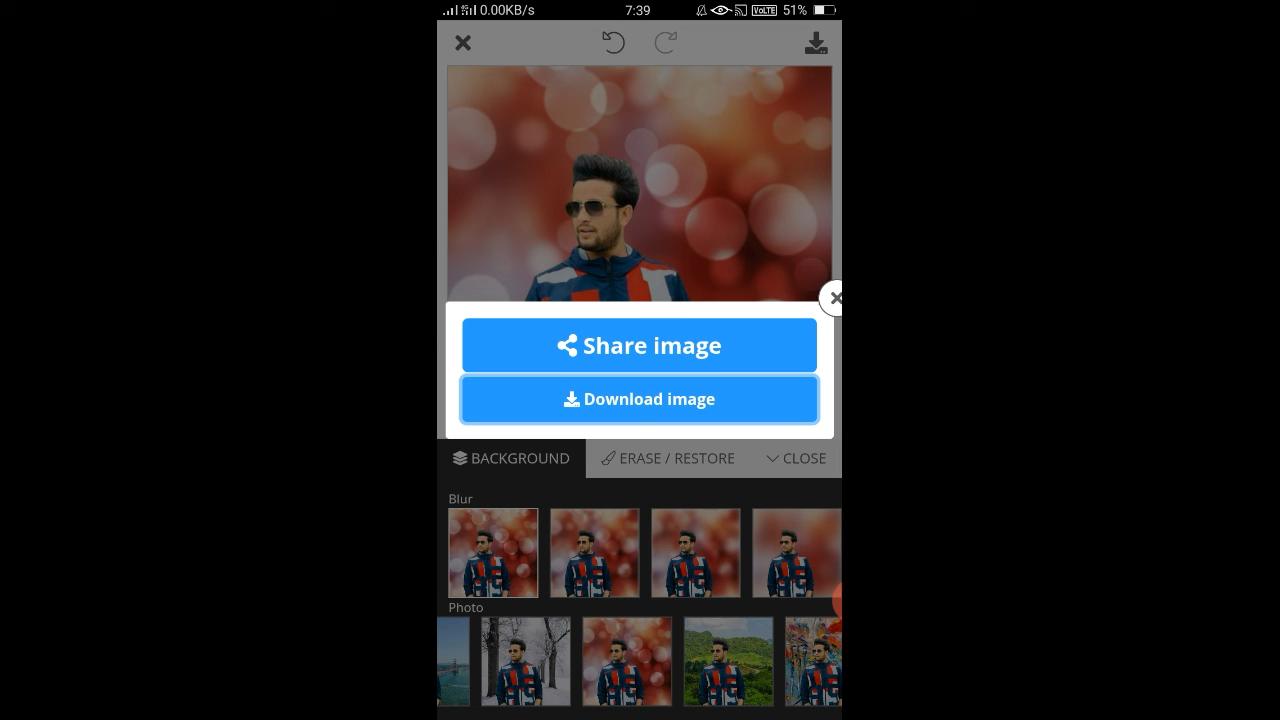 0.00KB/s 7:39 VoLTE 51%
Share image
Download image
BACKGROUND ERASE / RESTORE CLOSE
Blur
Photo